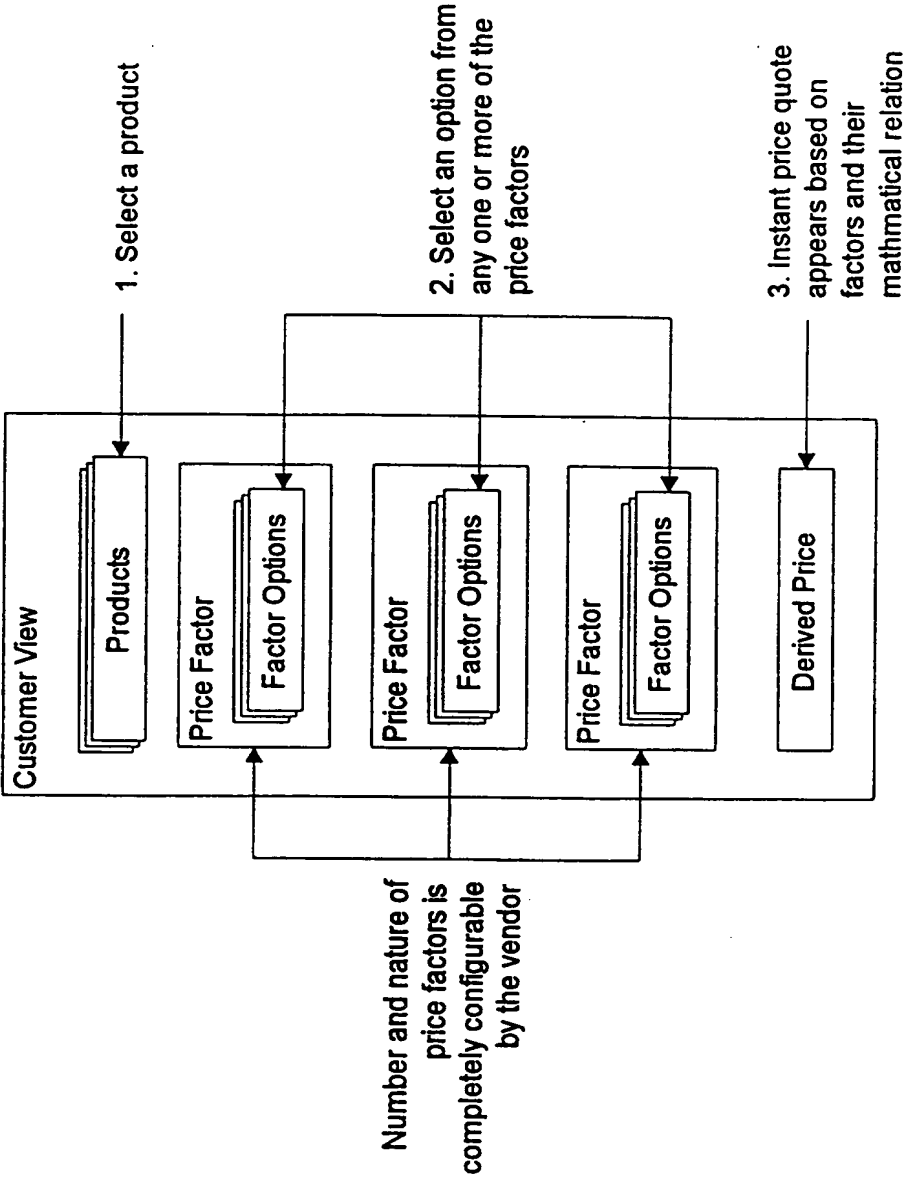 Customer View
Products
Price Factor
Factor Options
Price Factor
Factor Options
Price Factor
Factor Options
Derived Price
1. Select a product
2. Select an option from
any one or more of the
price factors
3. Instant price quote
appears based on
factors and their
mathmatical relation
Number and nature of
price factors is
completely configurable
by the vendor